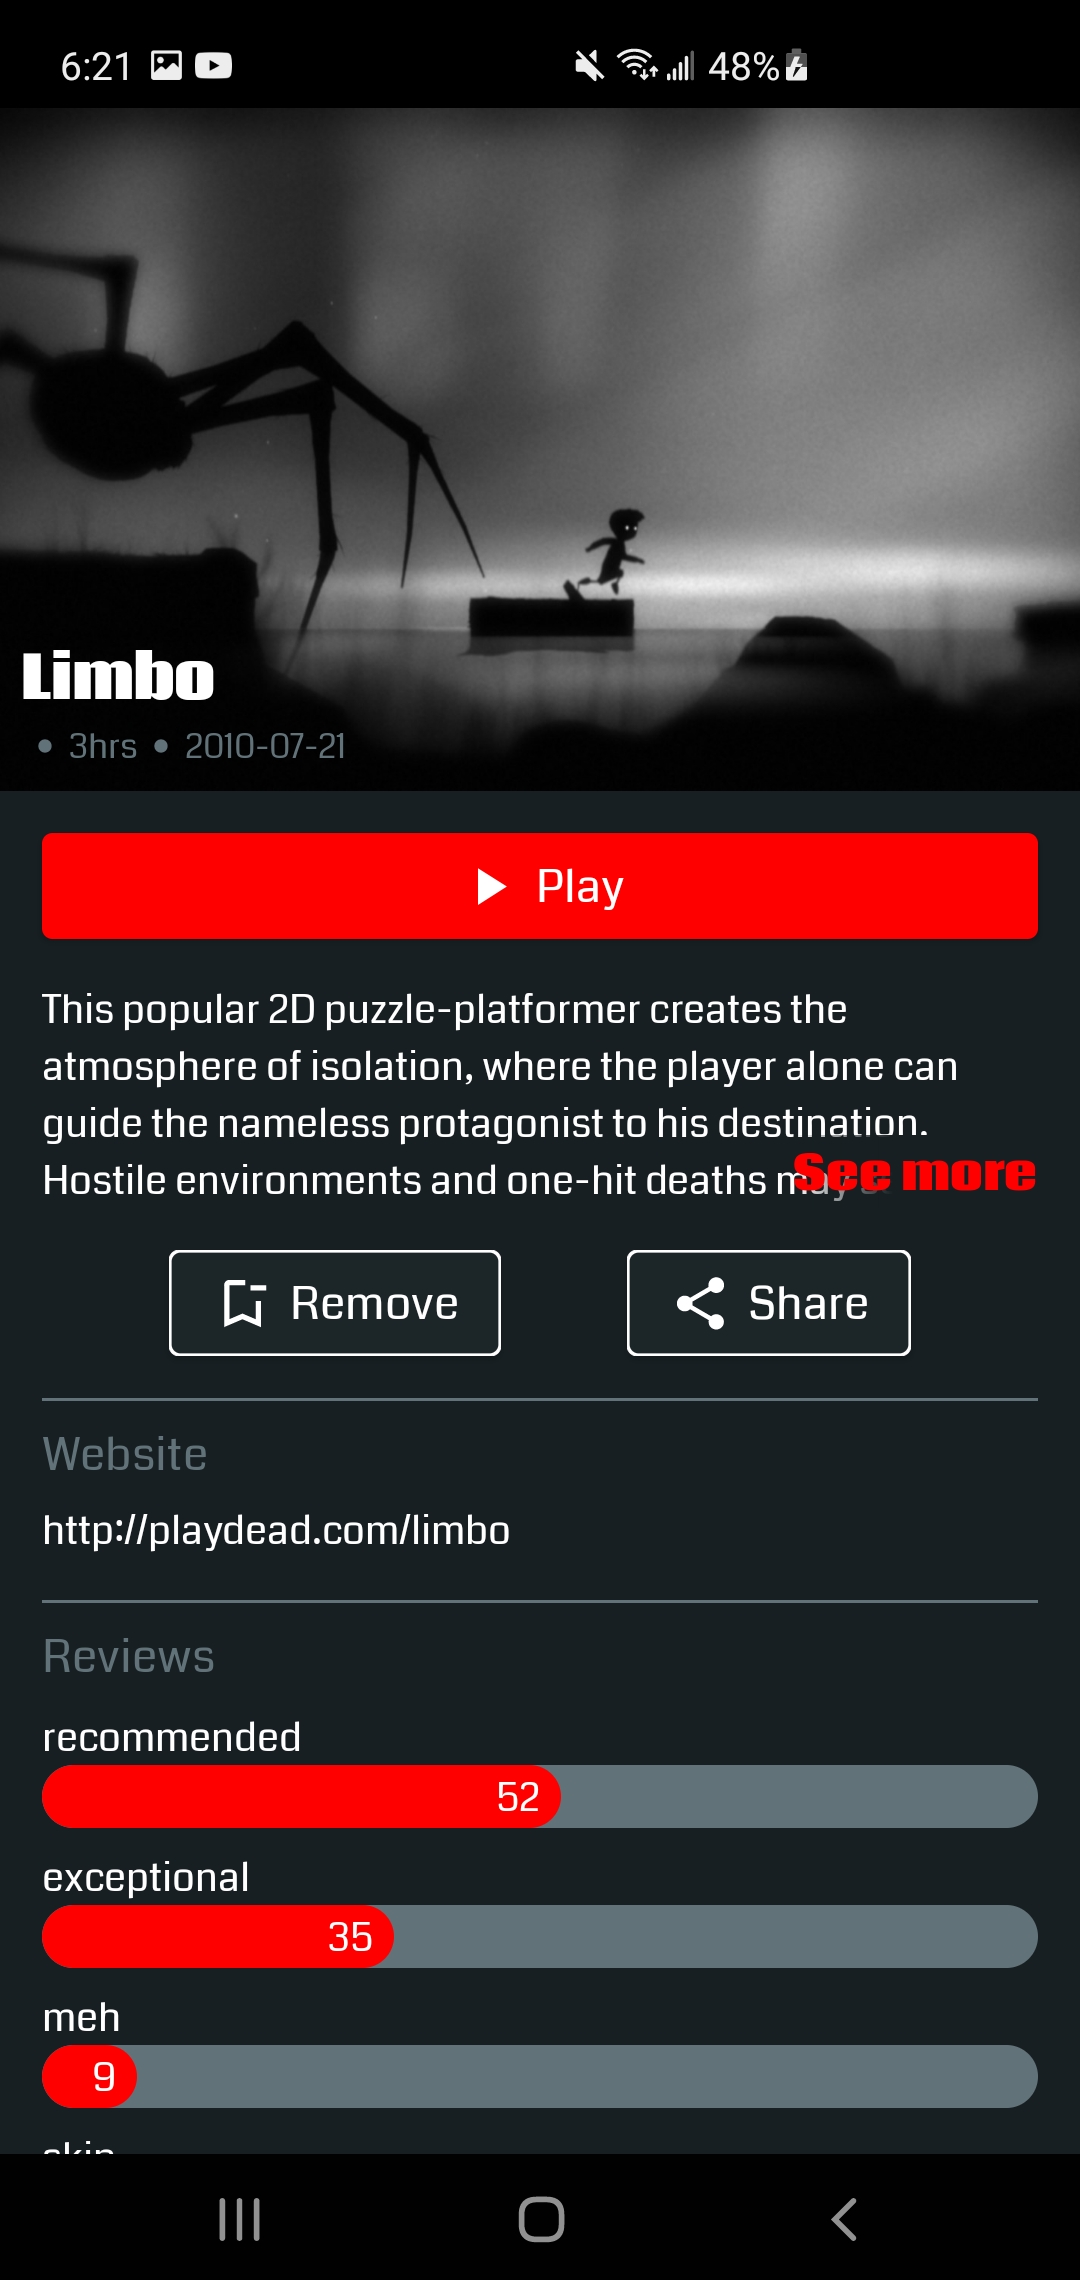 6:21
48%
Limbo
• 3hrs • 2010-07-21
Play
This popular 2D puzzle-platformer creates the
atmosphere of isolation, where the player alone can
guide the nameless protagonist to his destination.
Hostile environments and one-hit deaths may See more
Remove
Share
Website
http://playdead.com/limbo
Reviews
recommended
52
exceptional
35
meh
9
skip